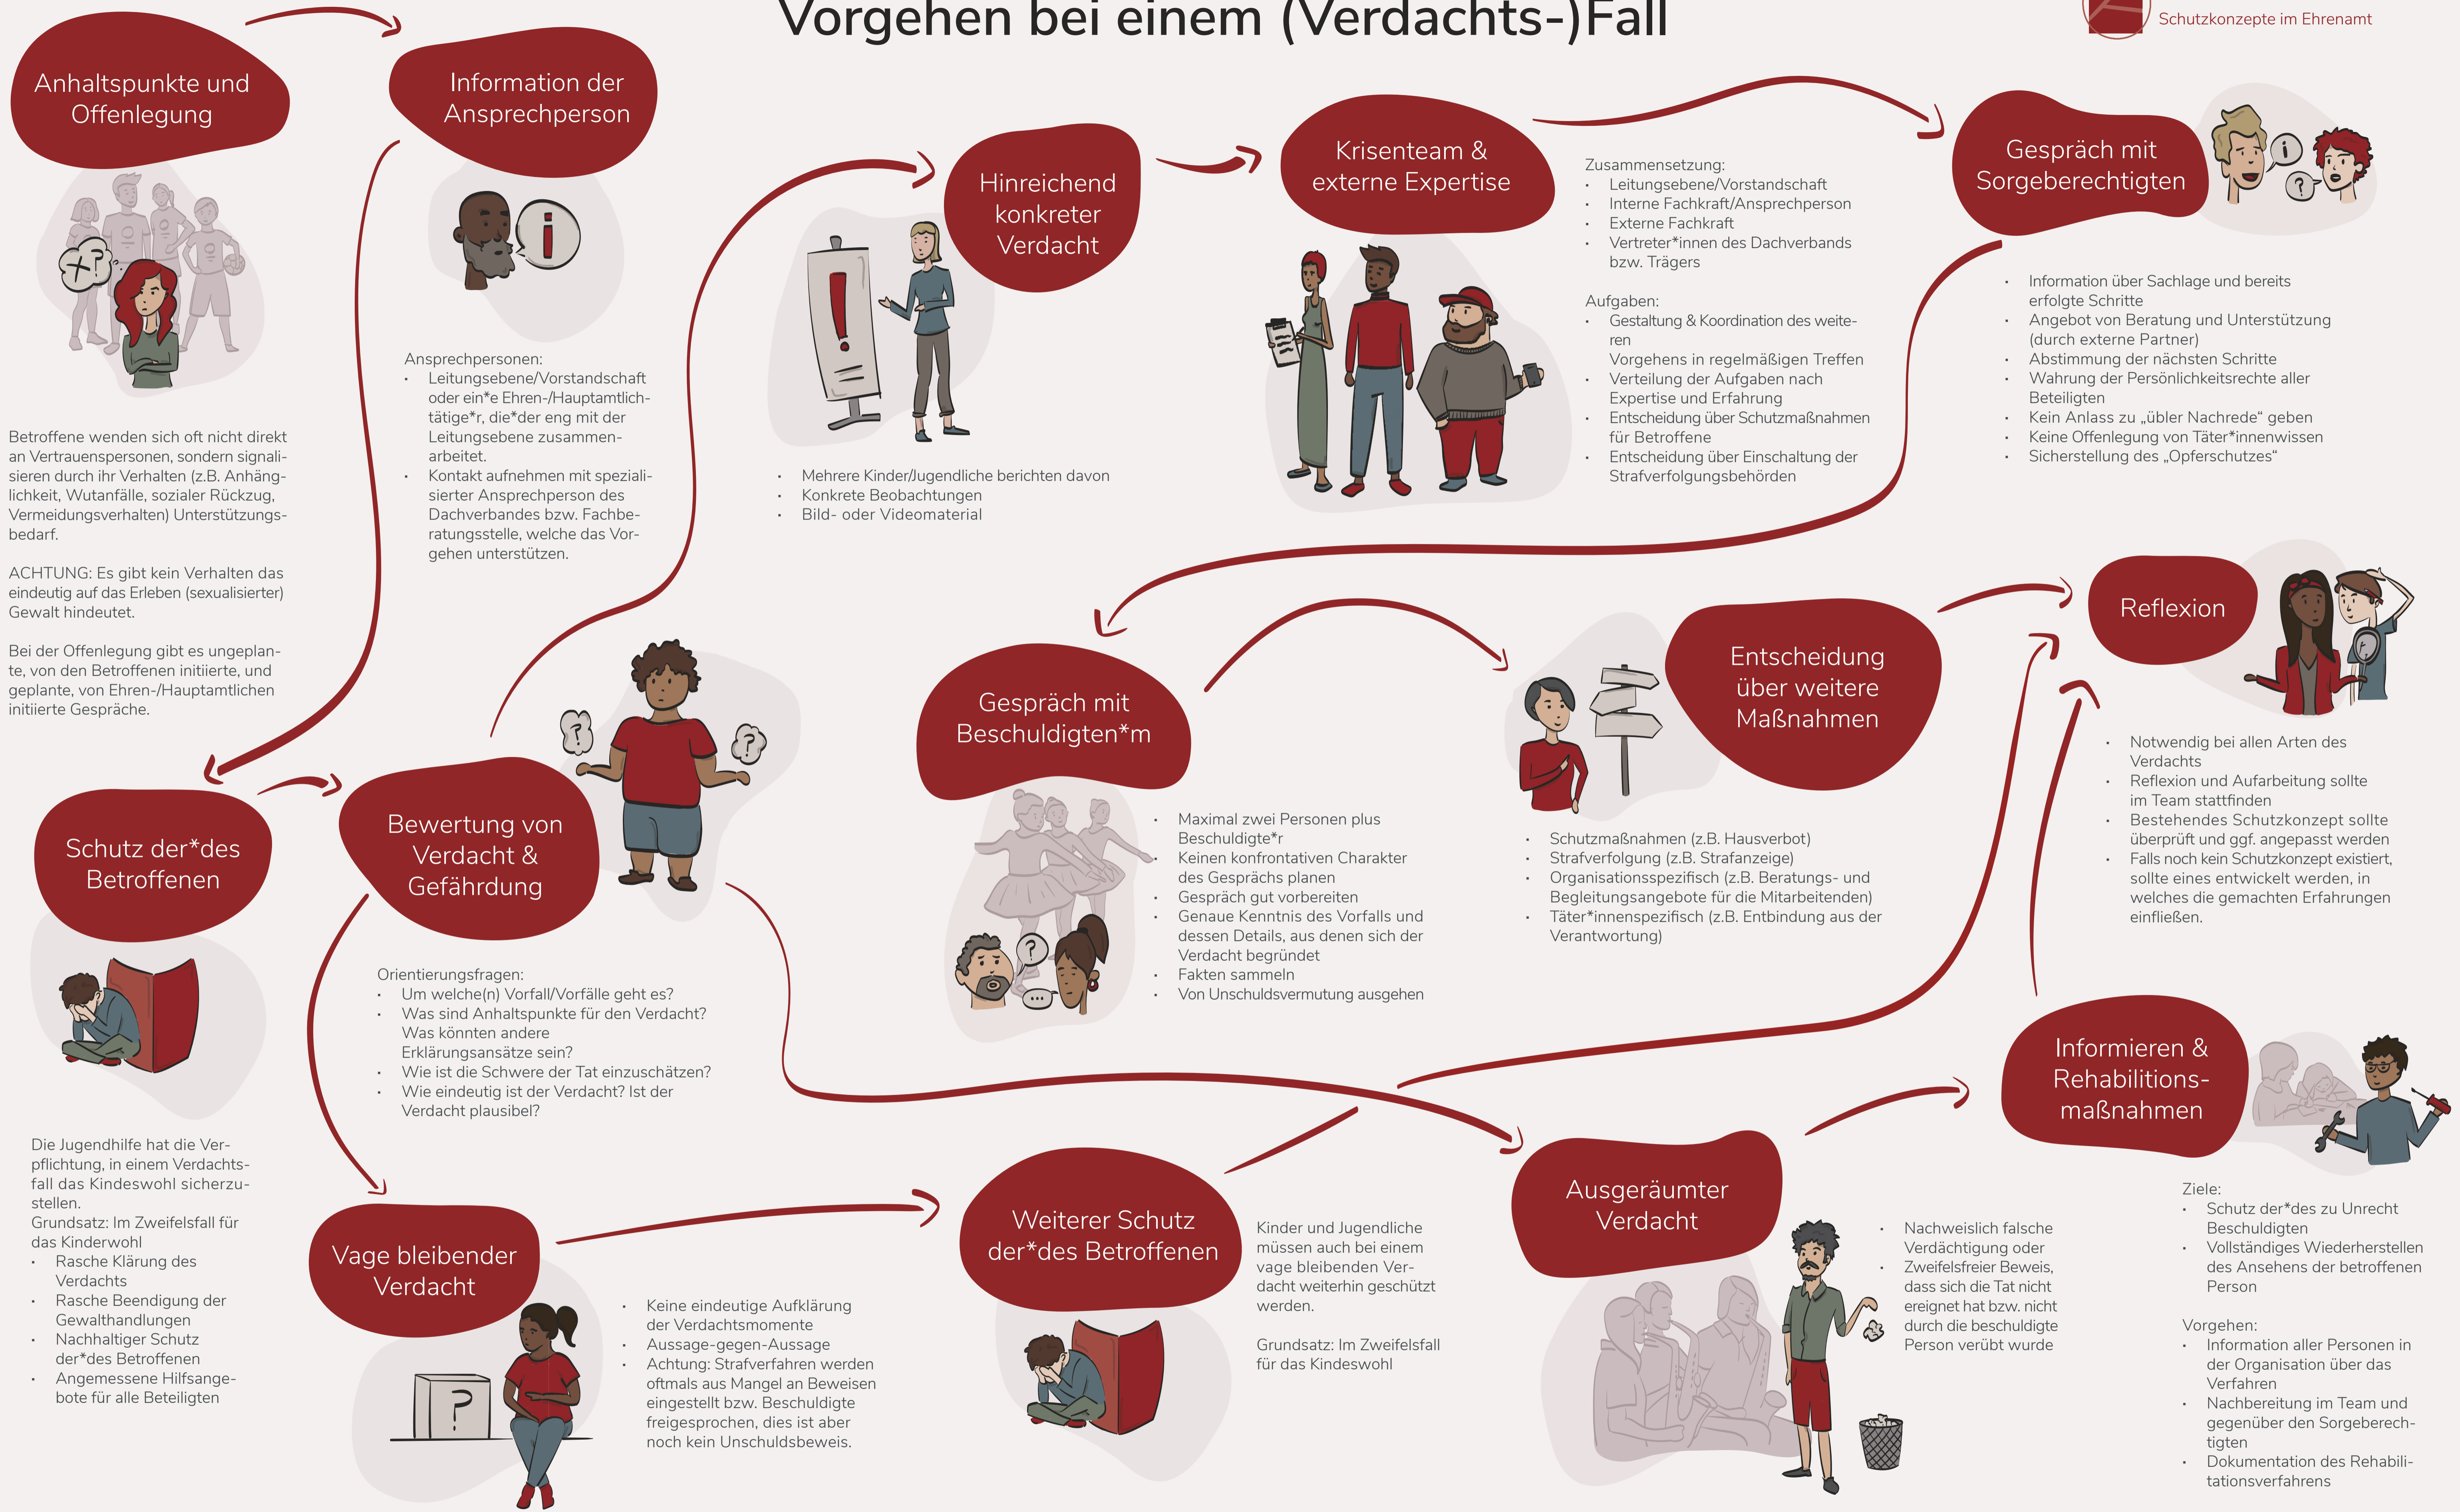 Vorgehen bei einem (Verdachts-)Fall
Schutzkonzepte im Ehrenamt
Anhaltspunkte und
Offenlegung
Betroffene wenden sich oft nicht direkt
an Vertrauenspersonen, sondern signali-
sieren durch ihr Verhalten (z.B. Anhäng-
lichkeit, Wutanfälle, sozialer Rückzug,
Vermeidungsverhalten) Unterstützungs-
bedarf.
ACHTUNG: Es gibt kein Verhalten das
eindeutig auf das Erleben (sexualisierter)
Gewalt hindeutet.
Bei der Offenlegung gibt es ungeplan-
te, von den Betroffenen initiierte, und
geplante, von Ehren-/Hauptamtlichen
initiierte Gespräche.
Information der
Ansprechperson
i
Ansprechpersonen:
· Leitungsebene/Vorstandschaft
oder ein*e Ehren-/Hauptamtlich-
tätige*r, die*der eng mit der
Leitungsebene zusammen-
arbeitet.
· Kontakt aufnehmen mit speziali-
sierter Ansprechperson des
Dachverbandes bzw. Fachbe-
ratungsstelle, welche das Vor-
gehen unterstützen.
Schutz der*des
Betroffenen
Die Jugendhilfe hat die Ver-
pflichtung, in einem Verdachts-
fall das Kindeswohl sicherzu-
stellen.
Grundsatz: Im Zweifelsfall für
das Kinderwohl
· Rasche Klärung des
Verdachts
· Rasche Beendigung der
Gewalthandlungen
· Nachhaltiger Schutz
der*des Betroffenen
· Angemessene Hilfsange-
bote für alle Beteiligten
Bewertung von
Verdacht &
Gefährdung
?
?
Orientierungsfragen:
· Um welche(n) Vorfall/Vorfälle geht es?
· Was sind Anhaltspunkte für den Verdacht?
Was könnten andere
Erklärungsansätze sein?
· Wie ist die Schwere der Tat einzuschätzen?
· Wie eindeutig ist der Verdacht? Ist der
Verdacht plausibel?
Hinreichend
konkreter
Verdacht
!
· Mehrere Kinder/Jugendliche berichten davon
· Konkrete Beobachtungen
· Bild- oder Videomaterial
Krisenteam &
externe Expertise
Zusammensetzung:
· Leitungsebene/Vorstandschaft
· Interne Fachkraft/Ansprechperson
· Externe Fachkraft
· Vertreter*innen des Dachverbands
bzw. Trägers
Aufgaben:
· Gestaltung & Koordination des weite-
ren
Vorgehens in regelmäßigen Treffen
· Verteilung der Aufgaben nach
Expertise und Erfahrung
· Entscheidung über Schutzmaßnahmen
für Betroffene
· Entscheidung über Einschaltung der
Strafverfolgungsbehörden
Gespräch mit
Sorgeberechtigten
i
?
· Information über Sachlage und bereits
erfolgte Schritte
· Angebot von Beratung und Unterstützung
(durch externe Partner)
· Abstimmung der nächsten Schritte
· Wahrung der Persönlichkeitsrechte aller
Beteiligten
· Kein Anlass zu „übler Nachrede“ geben
· Keine Offenlegung von Täter*innenwissen
· Sicherstellung des „Opferschutzes“
Gespräch mit
Beschuldigten*m
?
...
· Maximal zwei Personen plus
Beschuldigte*r
· Keinen konfrontativen Charakter
des Gesprächs planen
· Gespräch gut vorbereiten
· Genaue Kenntnis des Vorfalls und
dessen Details, aus denen sich der
Verdacht begründet
· Fakten sammeln
· Von Unschuldsvermutung ausgehen
Entscheidung
über weitere
Maßnahmen
· Schutzmaßnahmen (z.B. Hausverbot)
· Strafverfolgung (z.B. Strafanzeige)
· Organisationsspezifisch (z.B. Beratungs- und
Begleitungsangebote für die Mitarbeitenden)
· Täter*innenspezifisch (z.B. Entbindung aus der
Verantwortung)
Reflexion
· Notwendig bei allen Arten des
Verdachts
· Reflexion und Aufarbeitung sollte
im Team stattfinden
· Bestehendes Schutzkonzept sollte
überprüft und ggf. angepasst werden
· Falls noch kein Schutzkonzept existiert,
sollte eines entwickelt werden, in
welches die gemachten Erfahrungen
einfließen.
Vage bleibender
Verdacht
?
· Keine eindeutige Aufklärung
der Verdachtsmomente
· Aussage-gegen-Aussage
· Achtung: Strafverfahren werden
oftmals aus Mangel an Beweisen
eingestellt bzw. Beschuldigte
freigesprochen, dies ist aber
noch kein Unschuldsbeweis.
Weiterer Schutz
der*des Betroffenen
Kinder und Jugendliche
müssen auch bei einem
vage bleibenden Ver-
dacht weiterhin geschützt
werden.
Grundsatz: Im Zweifelsfall
für das Kindeswohl
Ausgeräumter
Verdacht
· Nachweislich falsche
Verdächtigung oder
· Zweifelsfreier Beweis,
dass sich die Tat nicht
ereignet hat bzw. nicht
durch die beschuldigte
Person verübt wurde
Informieren &
Rehabilitions-
maßnahmen
Ziele:
· Schutz der*des zu Unrecht
Beschuldigten
· Vollständiges Wiederherstellen
des Ansehens der betroffenen
Person
Vorgehen:
· Information aller Personen in
der Organisation über das
Verfahren
· Nachbereitung im Team und
gegenüber den Sorgeberech-
tigten
· Dokumentation des Rehabili-
tationsverfahrens